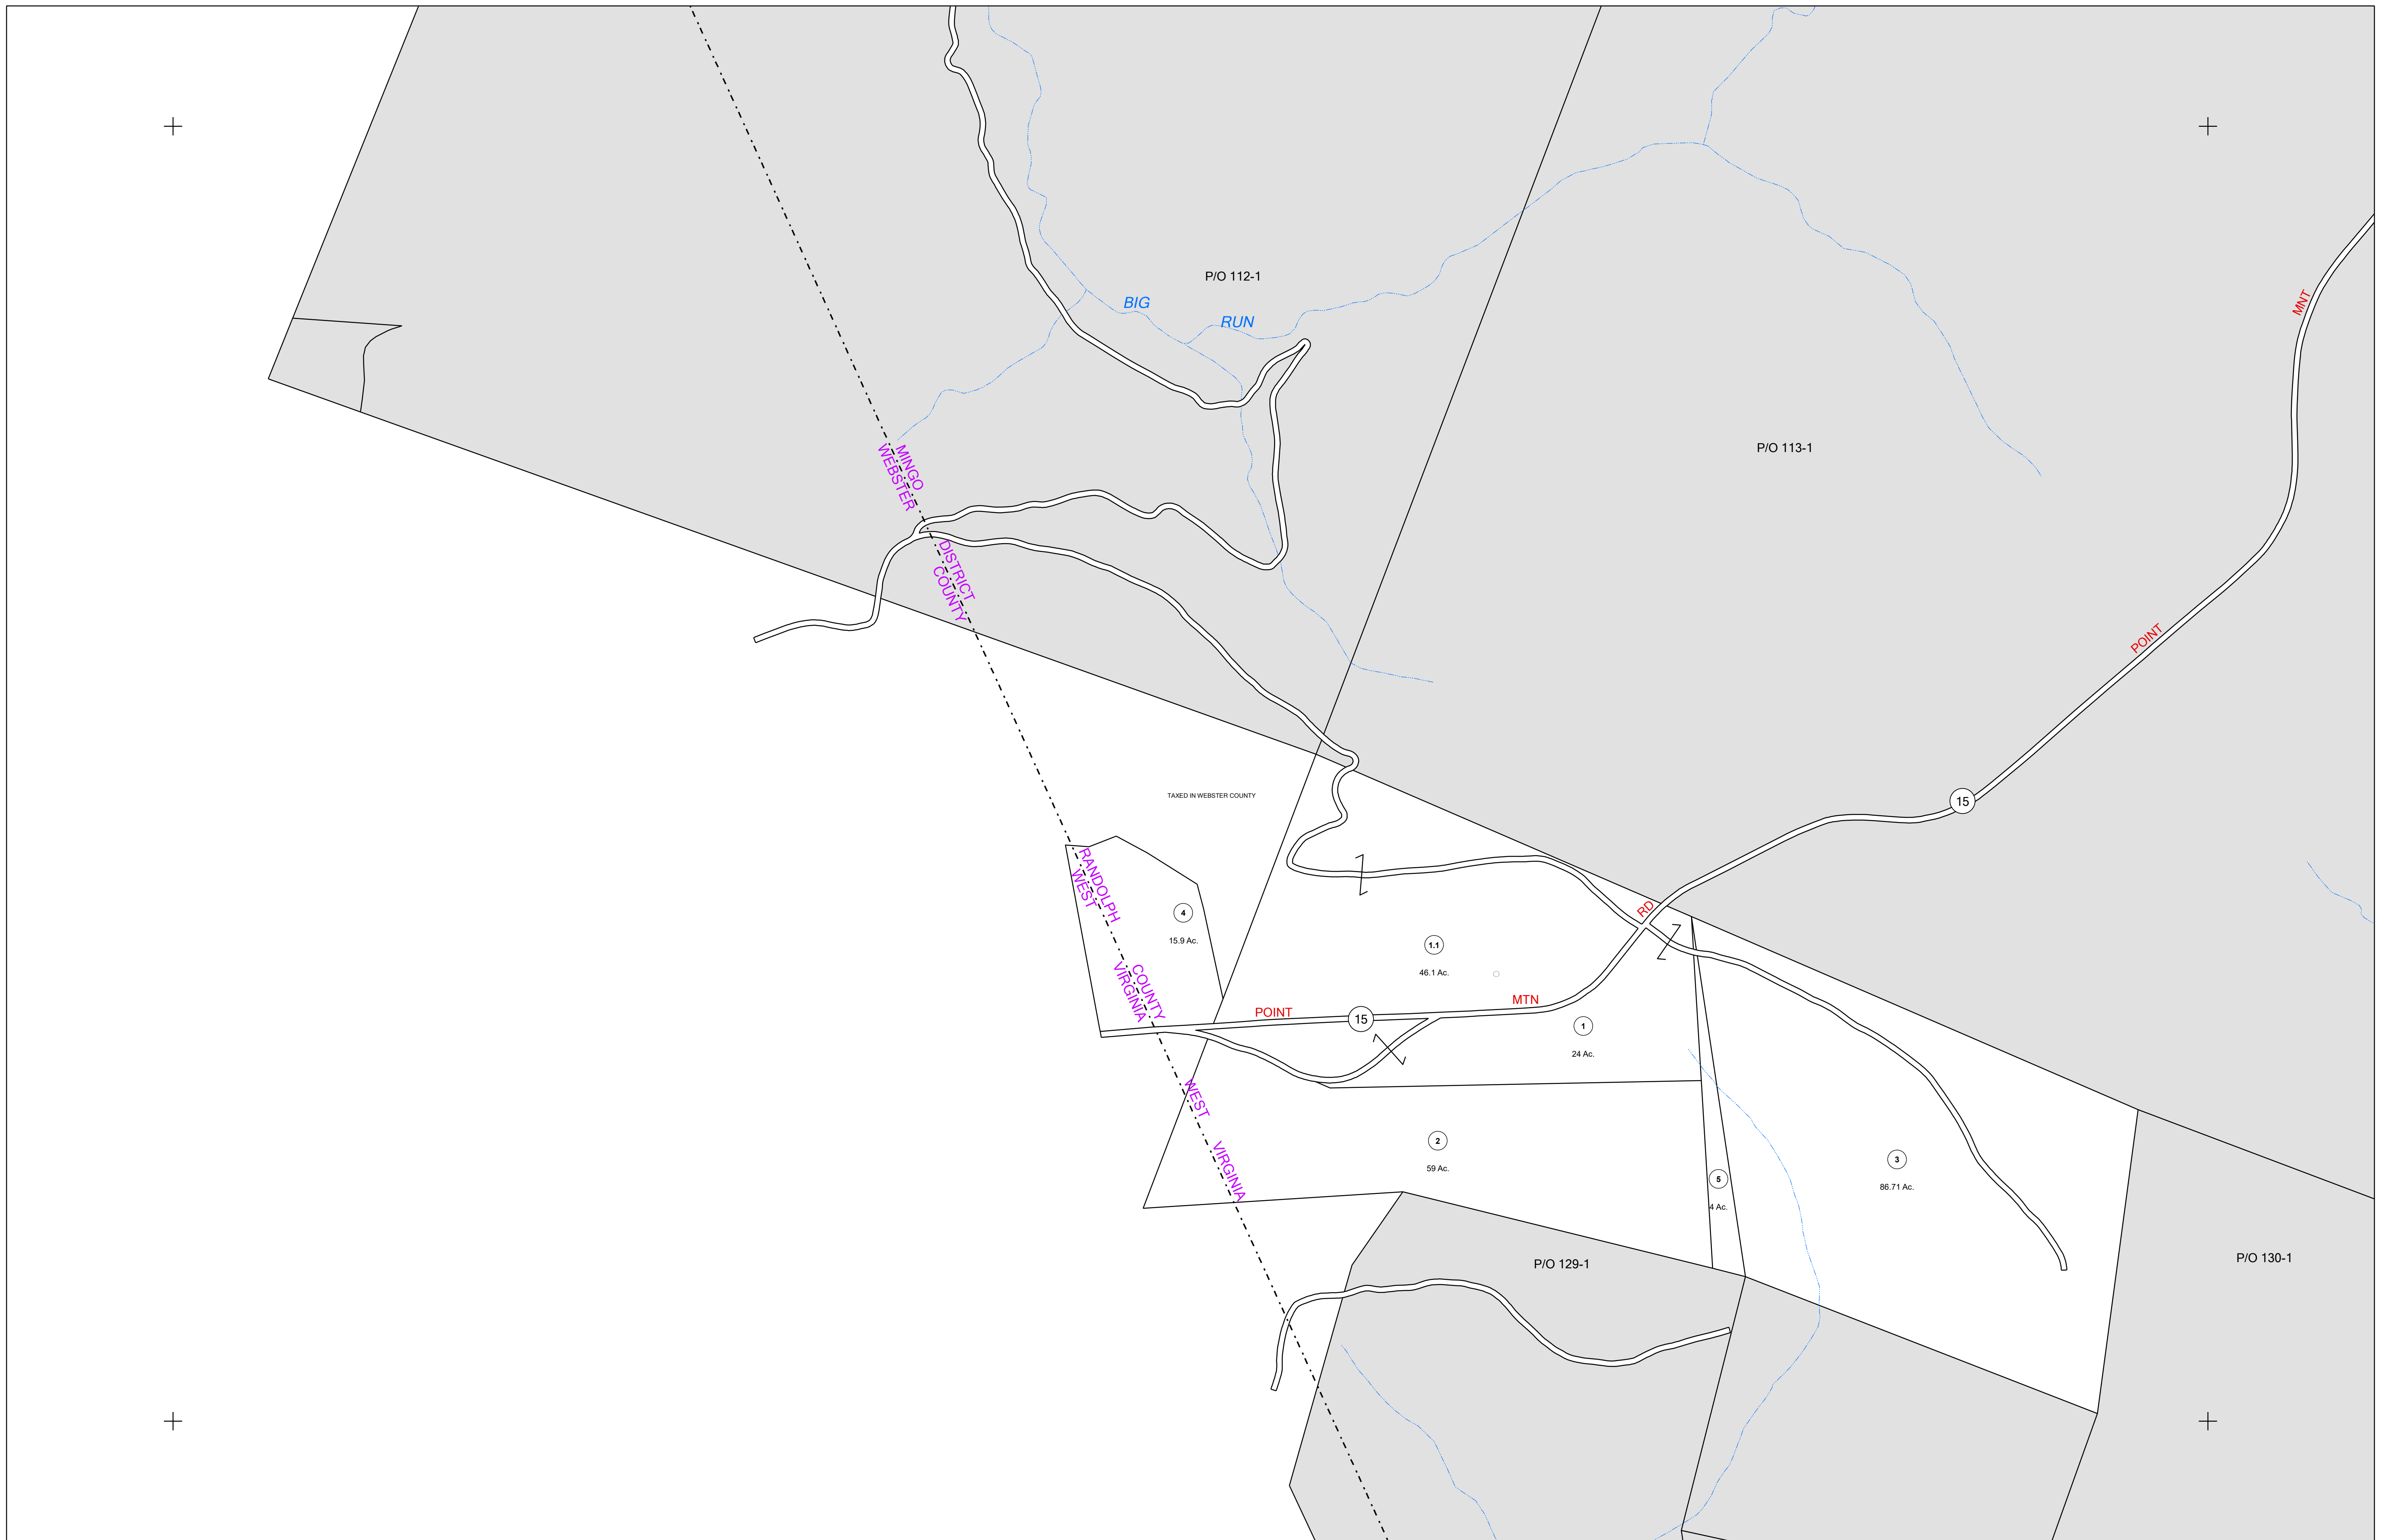 P/O 112-1
BIG
RUN
MNT
P/O 113-1
MINGO
WEBSTER
DISTRICT
COUNTY
POINT
TAXED IN WEBSTER COUNTY
15
RANDOLPH
WEST
4
15.9 Ac.
RD
1.1
46.1 Ac.
COUNTY
VIRGINIA
POINT
15
MTN
1
24 Ac.
WEST VIRGINIA
2
59 Ac.
5
4 Ac.
3
86.71 Ac.
P/O 129-1
P/O 130-1